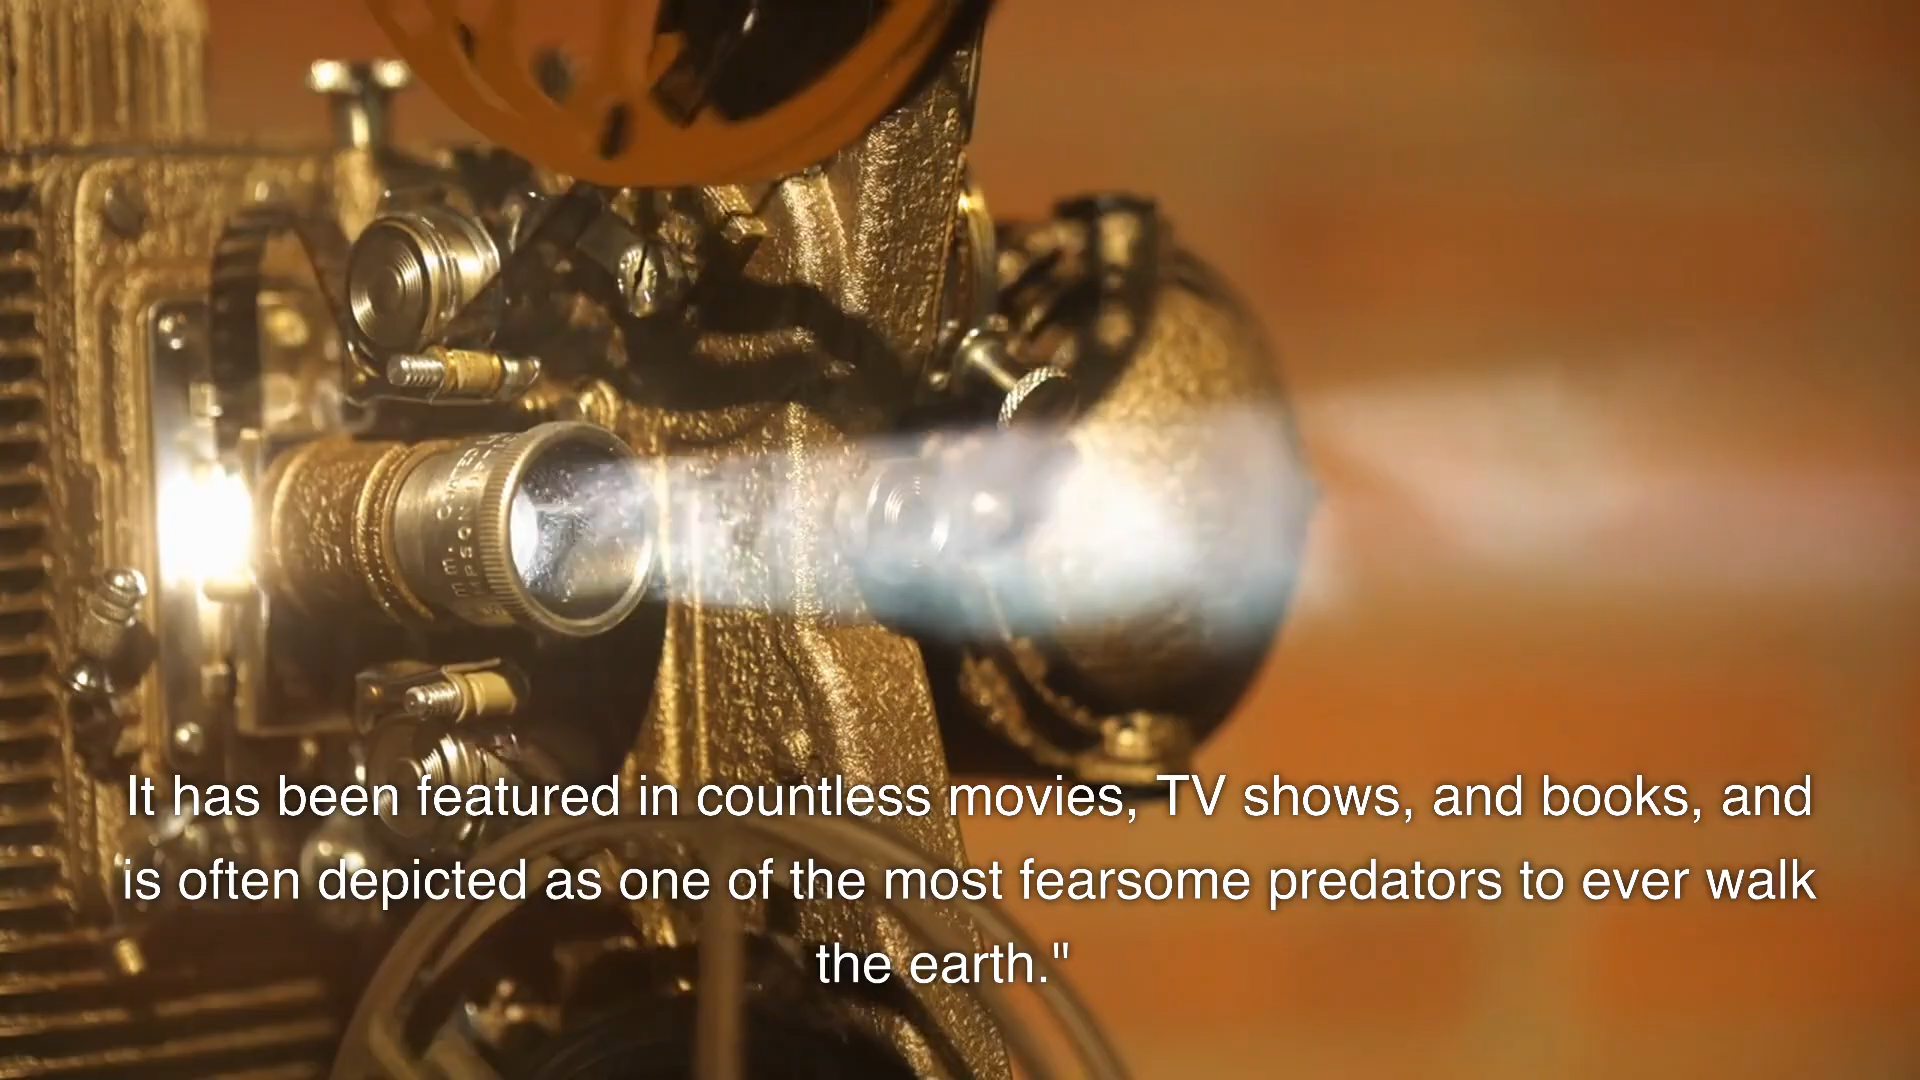 It has been featured in countless movies, TV shows, and books, and
is often depicted as one of the most fearsome predators to ever walk
the earth."